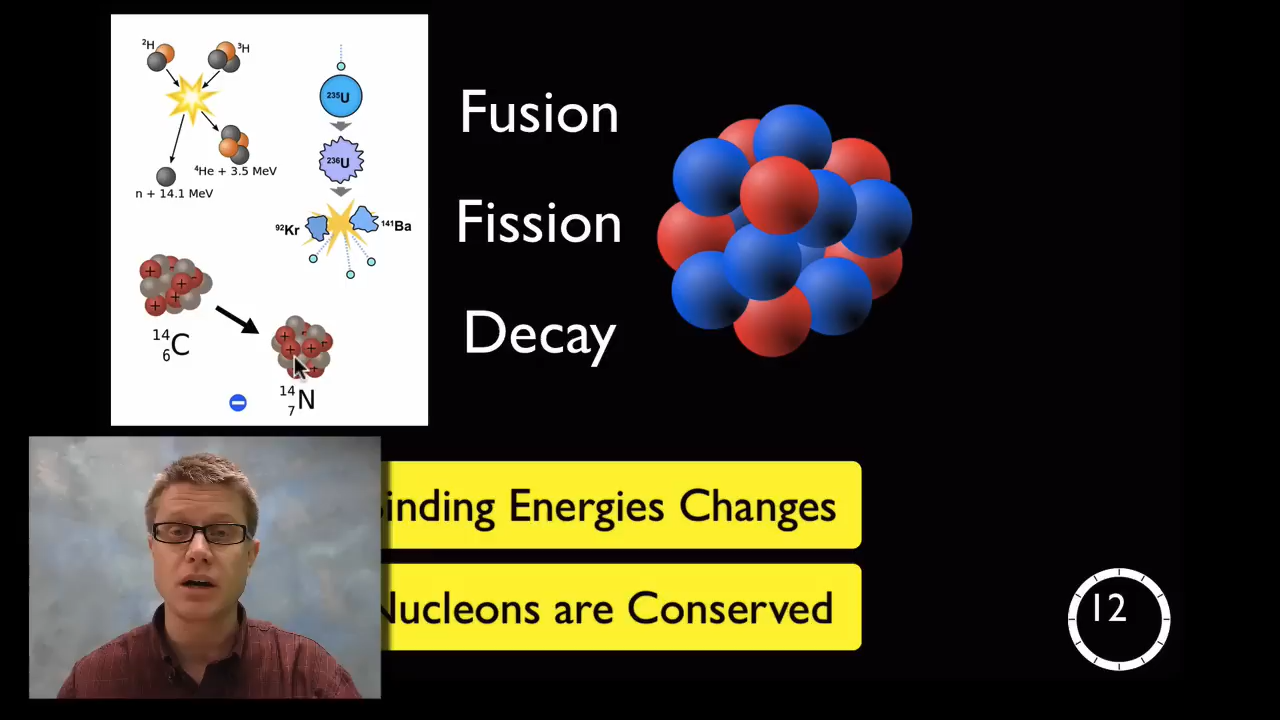 ²H
³H
⁴He + 3.5 MeV
n + 14.1 MeV
²³⁵U
²³⁶U
⁹²Kr
¹⁴¹Ba
¹⁴₆C
¹⁴₇N
Fusion
Fission
Decay
inding Energies Changes
Nucleons are Conserved
12